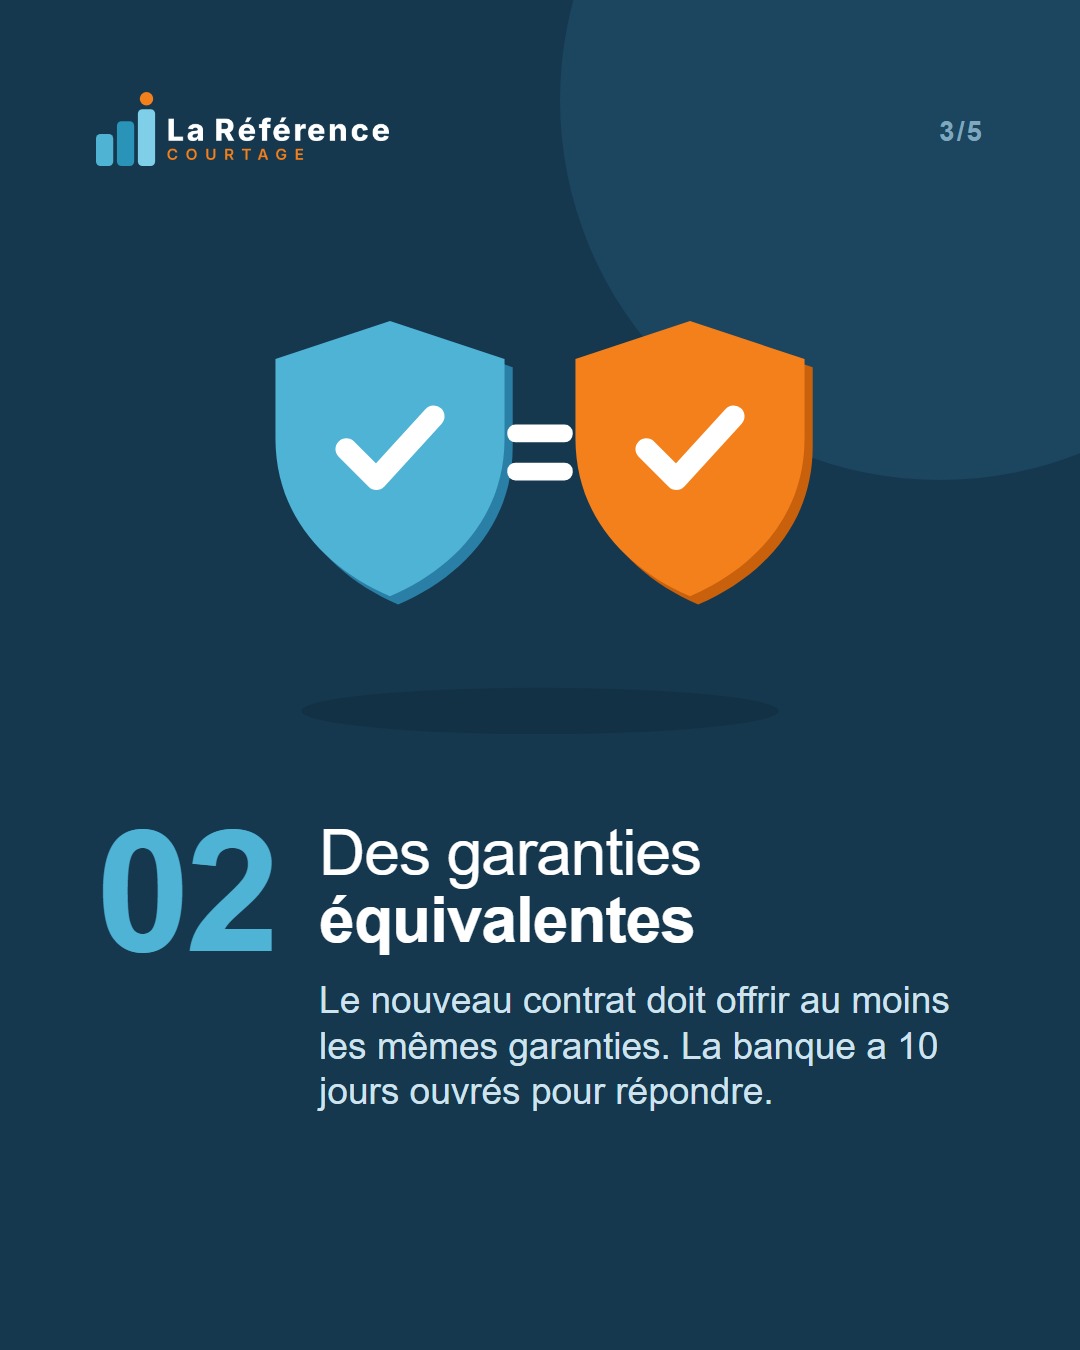 La Référence
COURTAGE
3/5
02
Des garanties
équivalentes
Le nouveau contrat doit offrir au moins
les mêmes garanties. La banque a 10
jours ouvrés pour répondre.